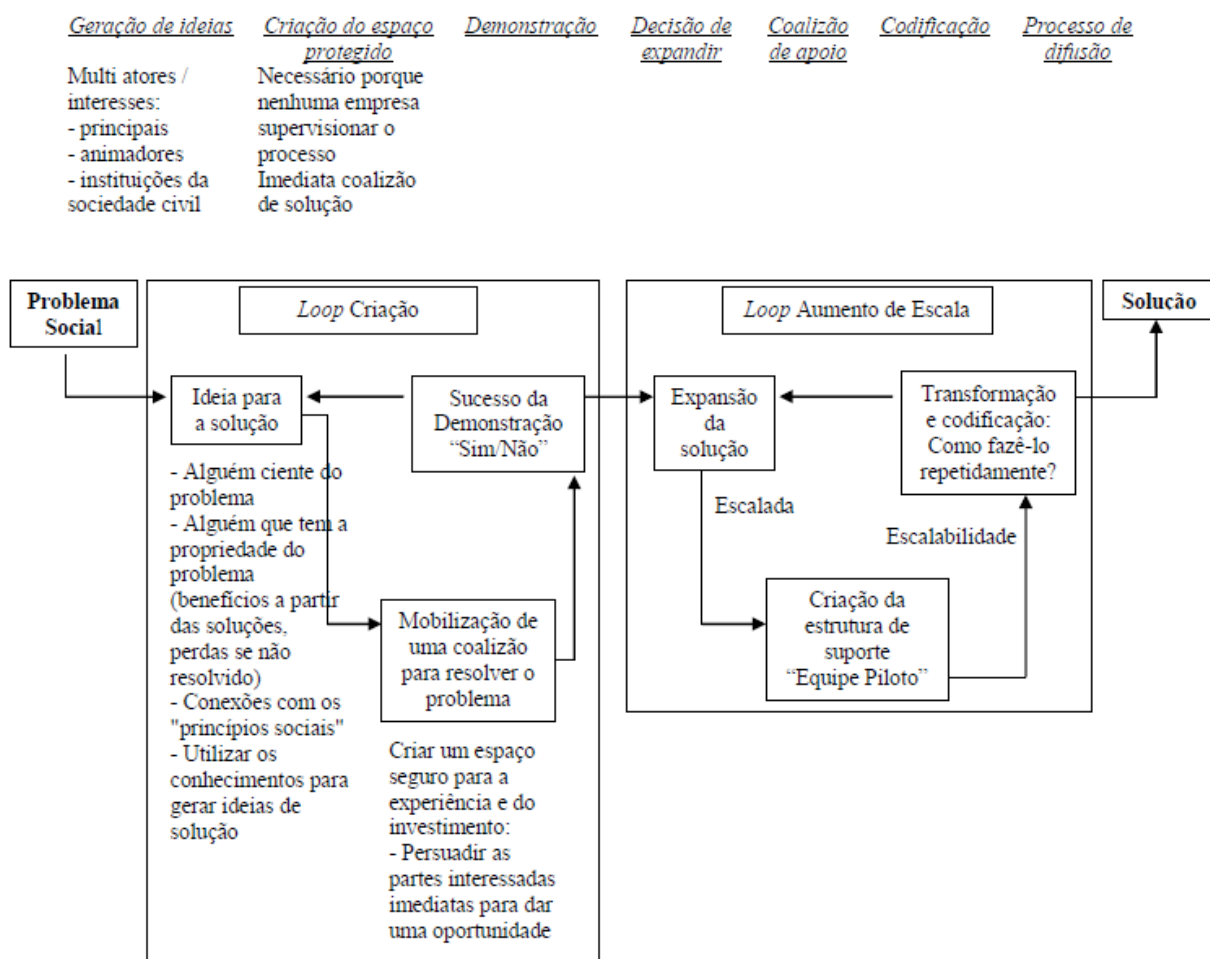 Geração de ideias
Criação do espaço
protegido
Demonstração
Decisão de
expandir
Coalizão
de apoio
Codificação
Processo de
difusão
Multi atores /
interesses:
- principais
- animadores
- instituições da
sociedade civil
Necessário porque
nenhuma empresa
supervisionar o
processo
Imediata coalizão
de solução
Problema
Social
Loop Criação
Loop Aumento de Escala
Solução
Ideia para
a solução
Sucesso da
Demonstração
“Sim/Não”
Expansão
da
solução
Transformação
e codificação:
Como fazê-lo
repetidamente?
- Alguém ciente do
problema
- Alguém que tem a
propriedade do
problema
(benefícios a partir
das soluções,
perdas se não
resolvido)
- Conexões com os
"princípios sociais"
- Utilizar os
conhecimentos para
gerar ideias de
solução
Escalada
Escalabilidade
Mobilização de
uma coalizão
para resolver o
problema
Criação da
estrutura de
suporte
“Equipe Piloto”
Criar um espaço
seguro para a
experiência e do
investimento:
- Persuadir as
partes interessadas
imediatas para dar
uma oportunidade